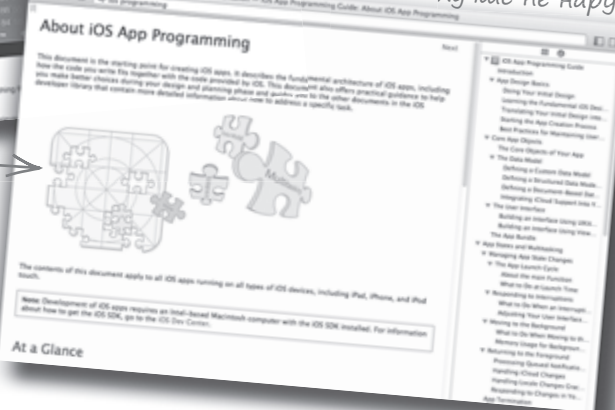 iOS App Programming Guide: About iOS App Programming
About iOS App Programming
Next
This document is the starting point for creating iOS apps. It describes the fundamental architecture of iOS apps, including
how the code you write fits together with the code provided by iOS. This document also offers practical guidance to help
you make better choices during your design and planning phase and guides you to the other documents in the iOS
developer library that contain more detailed information about how to address a specific task.
The contents of this document apply to all iOS apps running on all types of iOS devices, including iPad, iPhone, and iPod
touch.
Note: Development of iOS apps requires an Intel-based Macintosh computer with the iOS SDK installed. For information
about how to get the iOS SDK, go to the iOS Dev Center.
At a Glance
iOS App Programming Guide
Introduction
App Design Basics
Doing Your Initial Design
Learning the Fundamental iOS Des
Translating Your Initial Design into
Starting the App Creation Process
Best Practices for Maintaining User
Core App Objects
The Core Objects of Your App
The Data Model
Defining a Custom Data Model
Defining a Structured Data Mode
Defining a Document-Based Dat
Integrating iCloud Support Into Y
The User Interface
Building an Interface Using
Building an Interface Using View
The App Bundle
App States and Multitasking
Managing App State Changes
The App Launch Cycle
About the main Function
What to Do at Launch Time
Responding to Interruptions
What to Do When an Interrupt
Adjusting Your User Interface
Moving to the Background
What to Do When Moving to th
Memory Usage for Backgroun
Returning to the Foreground
Processing Queued Notificatio
Handling iCloud Changes
Handling Locale Changes Grac
Responding to Changes in Yo
App Termination